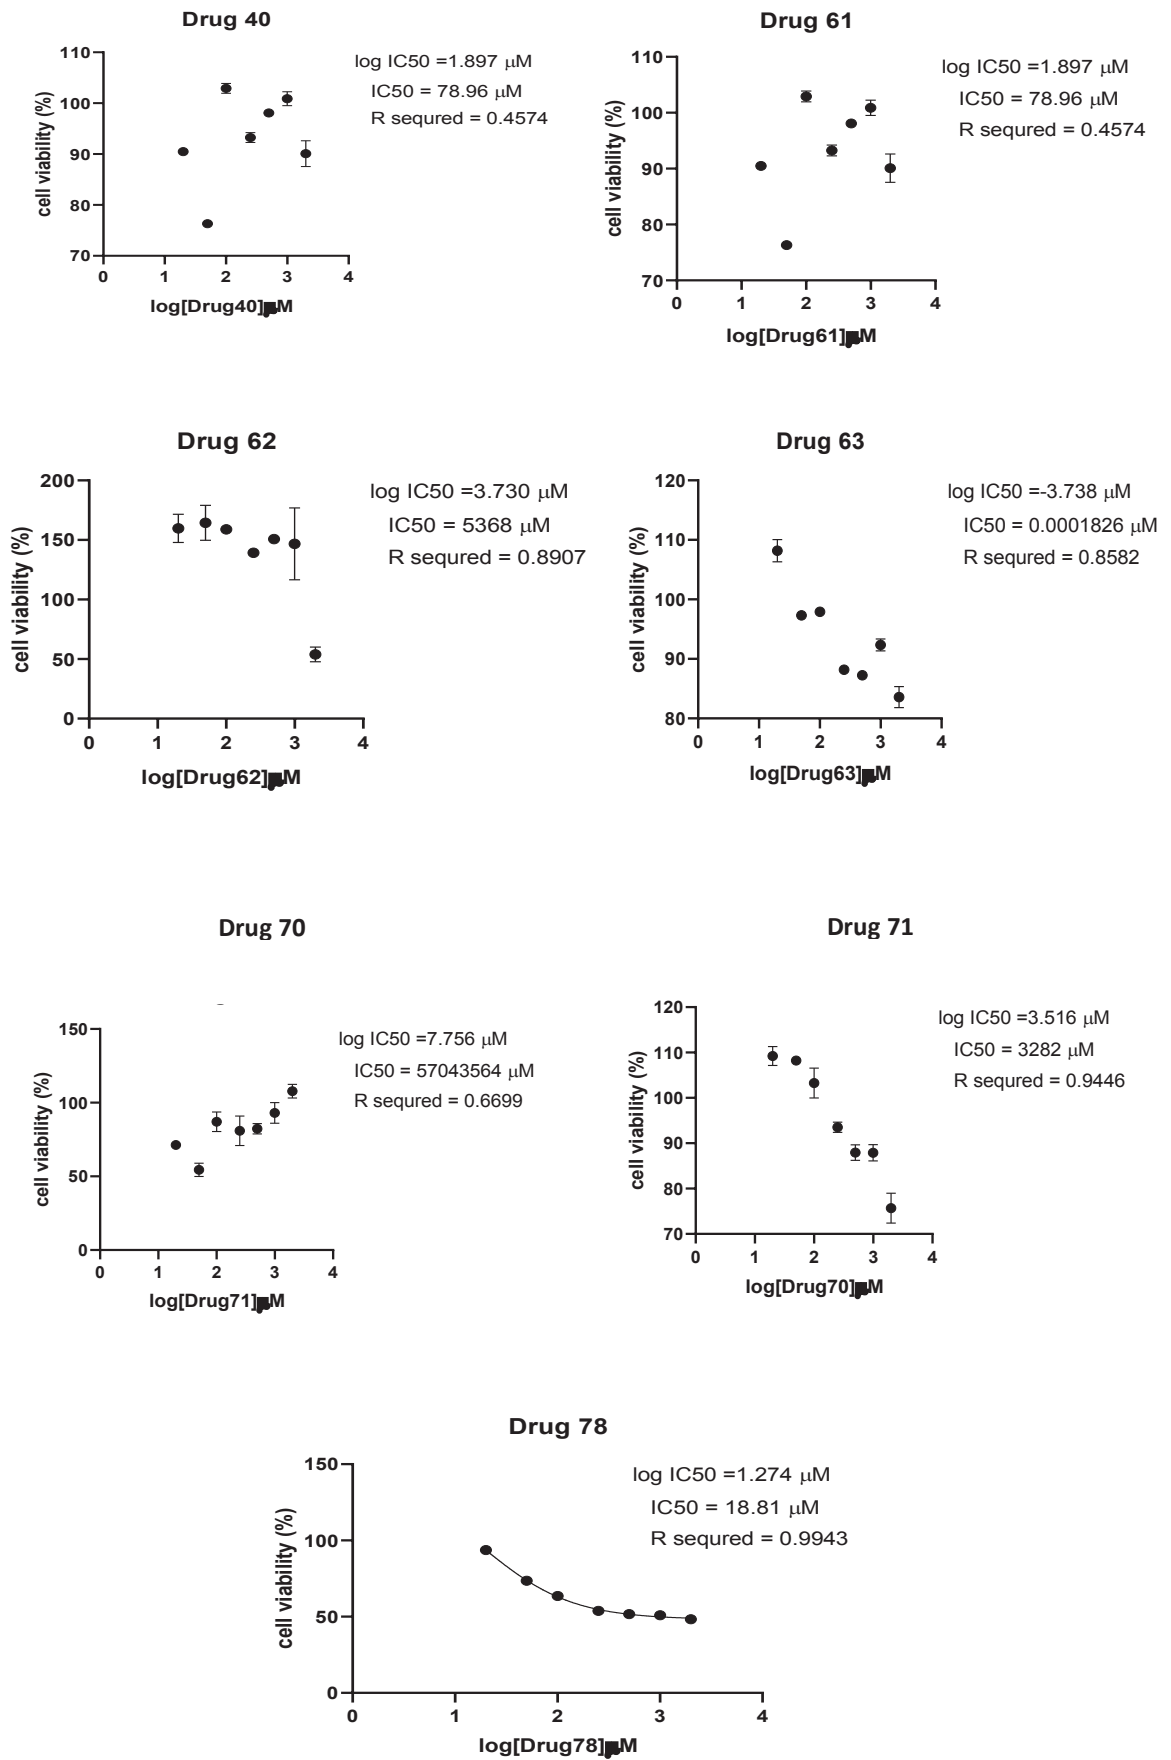 Drug 40
110
100
90
80
70
0 1 2 3 4
cell viability (%)
log[Drug40]μM
log IC50 =1.897 μM
IC50 = 78.96 μM
R sequred = 0.4574
Drug 61
110
100
90
80
70
0 1 2 3 4
cell viability (%)
log[Drug61]μM
log IC50 =1.897 μM
IC50 = 78.96 μM
R sequred = 0.4574
Drug 62
200
150
100
50
0
0 1 2 3 4
cell viability (%)
log[Drug62]μM
log IC50 =3.730 μM
IC50 = 5368 μM
R sequred = 0.8907
Drug 63
120
110
100
90
80
0 1 2 3 4
cell viability (%)
log[Drug63]μM
log IC50 =-3.738 μM
IC50 = 0.0001826 μM
R sequred = 0.8582
Drug 70
150
100
50
0
0 1 2 3 4
cell viability (%)
log[Drug71]μM
log IC50 =7.756 μM
IC50 = 57043564 μM
R sequred = 0.6699
Drug 71
120
110
100
90
80
70
0 1 2 3 4
cell viability (%)
log[Drug70]μM
log IC50 =3.516 μM
IC50 = 3282 μM
R sequred = 0.9446
Drug 78
150
100
50
0
0 1 2 3 4
cell viability (%)
log[Drug78]μM
log IC50 =1.274 μM
IC50 = 18.81 μM
R sequred = 0.9943